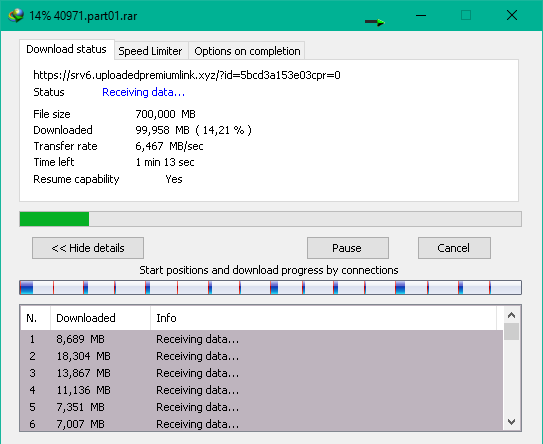 14% 40971.part01.rar
Download status Speed Limiter Options on completion
https://srv6.uploadedpremiumlink.xyz/?id=5bcd3a153e03cpr=0
Status Receiving data...
File size 700,000 MB
Downloaded 99,958 MB ( 14,21 % )
Transfer rate 6,467 MB/sec
Time left 1 min 13 sec
Resume capability Yes
<< Hide details Pause Cancel
Start positions and download progress by connections
N. Downloaded Info
1 8,689 MB Receiving data...
2 18,304 MB Receiving data...
3 13,867 MB Receiving data...
4 11,136 MB Receiving data...
5 7,351 MB Receiving data...
6 7,007 MB Receiving data...